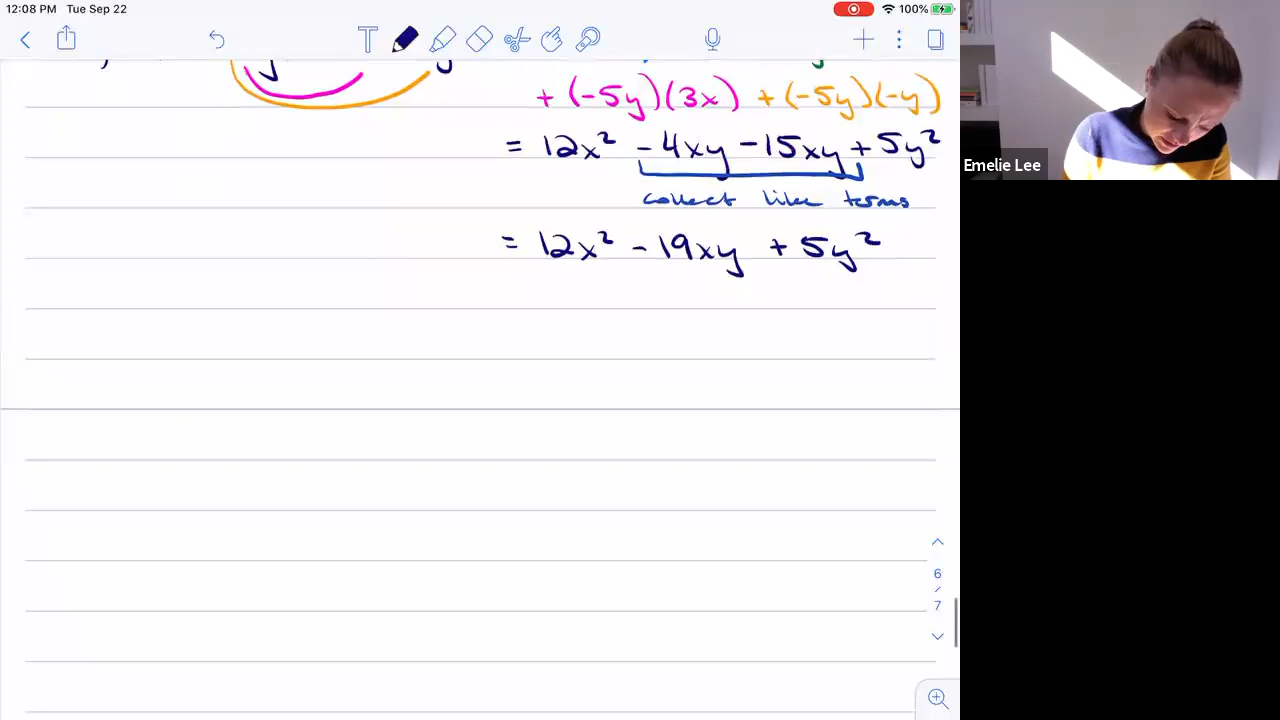 12:08 PM Tue Sep 22
100%
T
+ (-5y)(3x) + (-5y)(-y)
= 12x² - 4xy - 15xy + 5y²
Emelie Lee
collect like terms
= 12x² - 19xy + 5y²
6
/
7